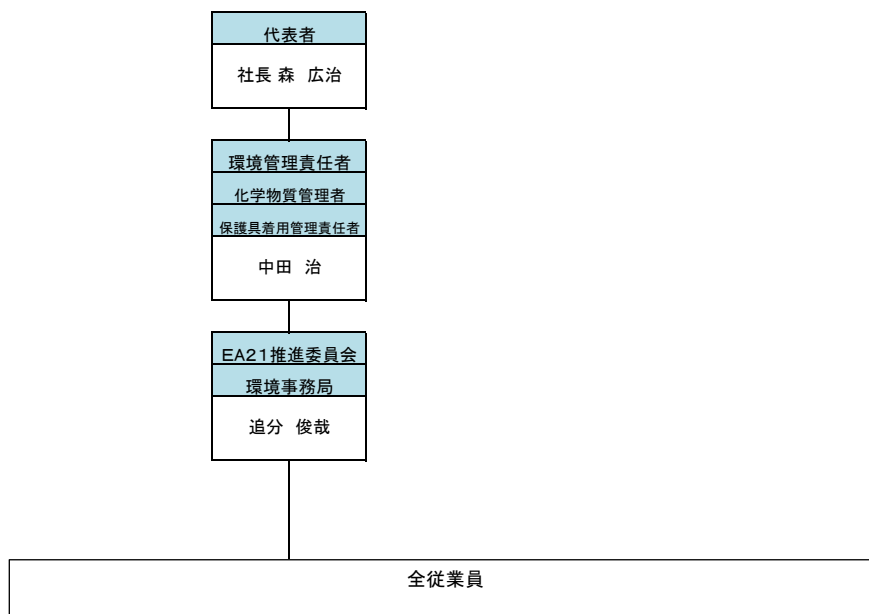 代表者
社長 森 広治
環境管理責任者
化学物質管理者
保護具着用管理責任者
中田 治
EA21推進委員会
環境事務局
追分 俊哉
全従業員